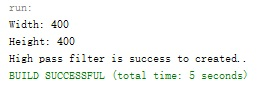 run:
Width: 400
Height: 400
High pass filter is success to created..
BUILD SUCCESSFUL (total time: 5 seconds)